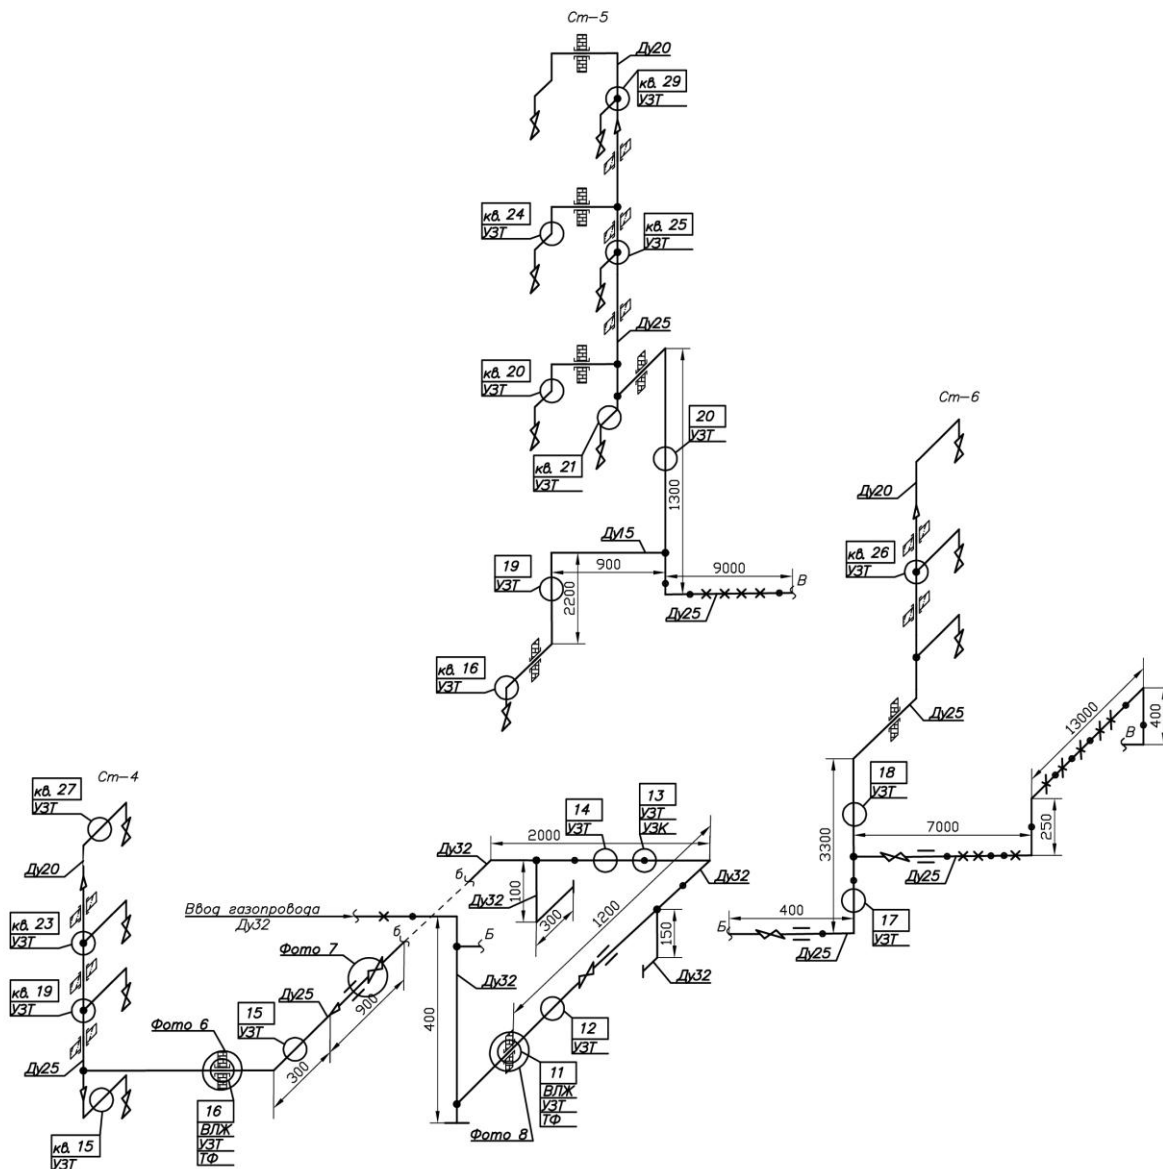 Ст-5
Ду20
кв. 29
УЗТ
кв. 24
УЗТ
кв. 25
УЗТ
Ду25
кв. 20
УЗТ
20
УЗТ
кв. 21
УЗТ
1300
Ду15
19
УЗТ
900
9000
В
2200
Ду25
кв. 16
УЗТ
Ст-6
Ду20
кв. 26
УЗТ
Ду25
13000
400
В
18
УЗТ
7000
250
3300
Ду25
17
УЗТ
400
Б
Ду25
Ст-4
кв. 27
УЗТ
Ду20
кв. 23
УЗТ
кв. 19
УЗТ
Ду25
кв. 15
УЗТ
Фото 6
16
ВЛЖ
УЗТ
ТФ
15
УЗТ
300
Ду25
900
Фото 7
Ввод газопровода
Ду32
б
б
Б
Ду32
400
Ду32
2000
14
УЗТ
13
УЗТ
УЗК
Ду32
100
Ду32
300
1200
150
Ду32
12
УЗТ
11
ВЛЖ
УЗТ
ТФ
Фото 8